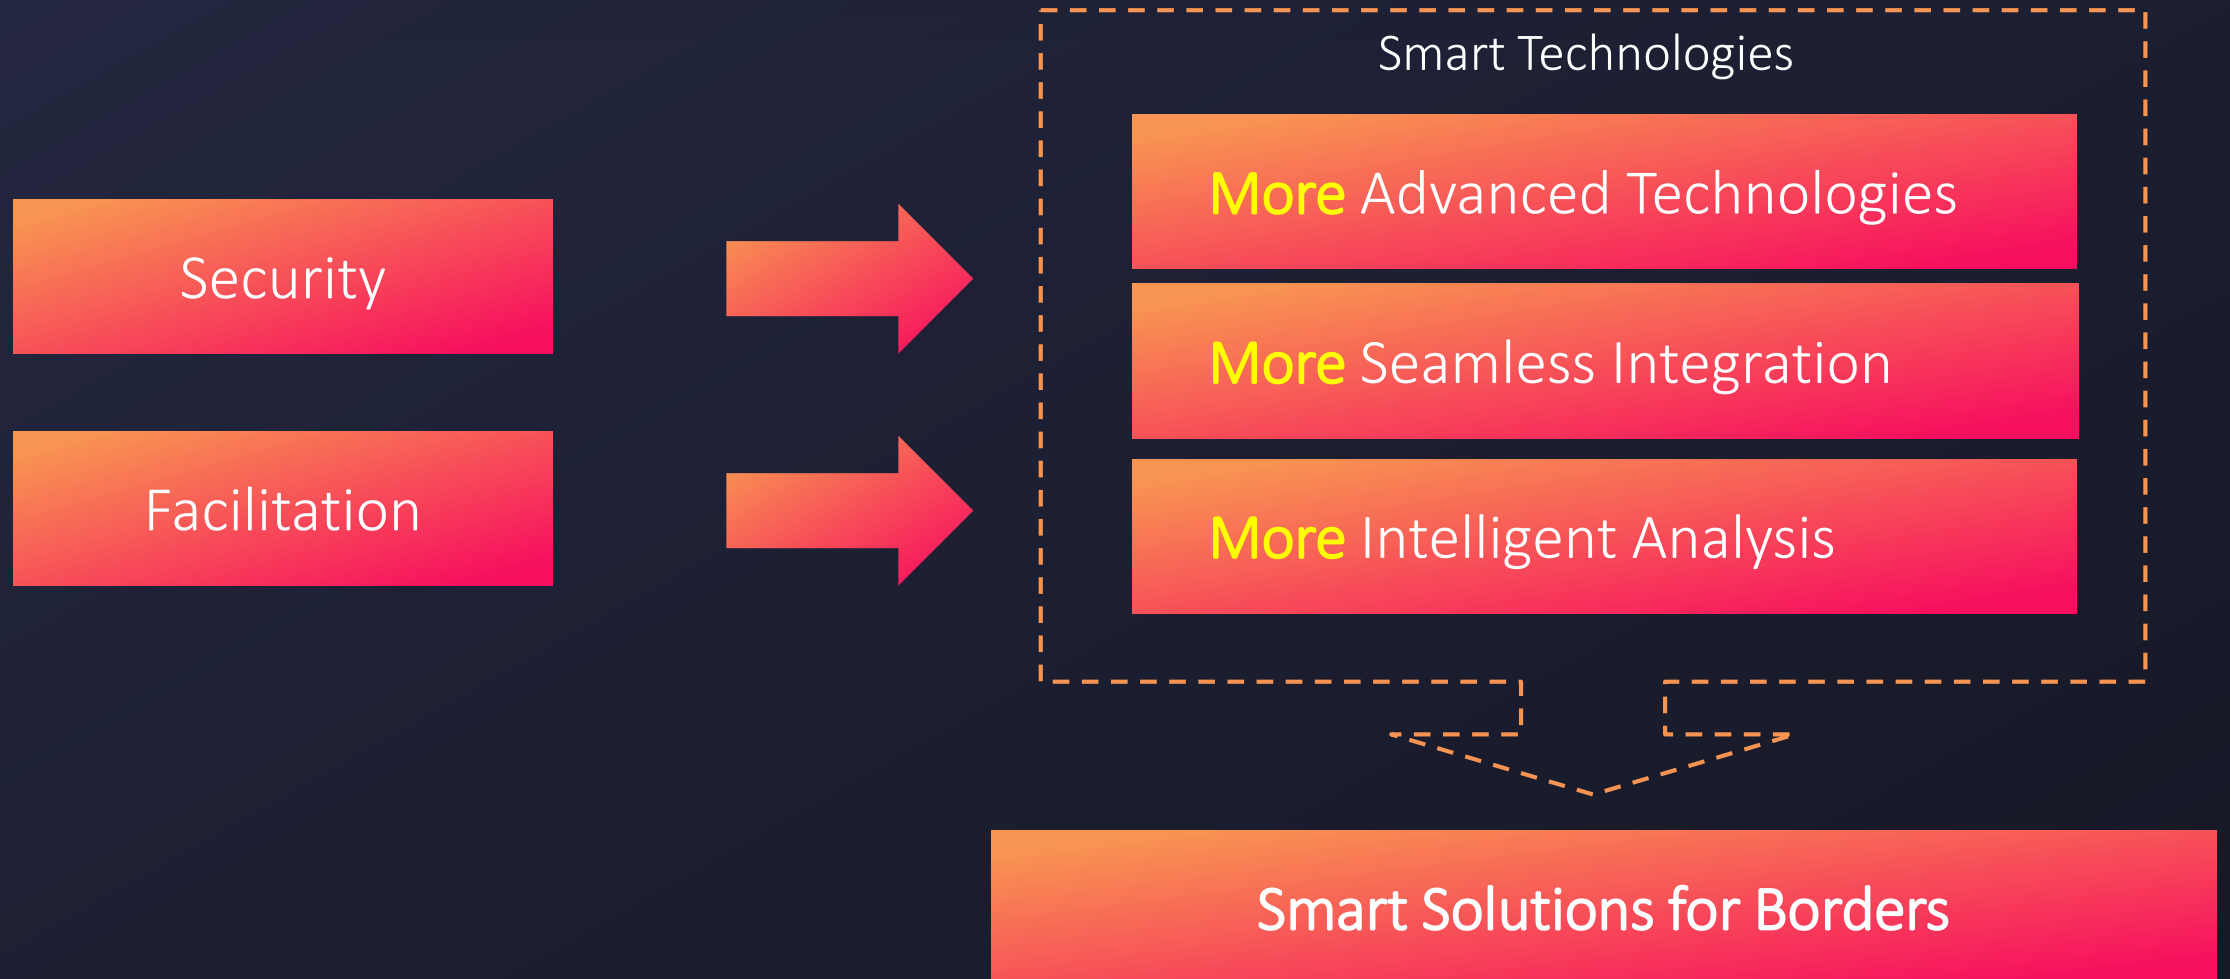 Smart Technologies
Security
Facilitation
More Advanced Technologies
More Seamless Integration
More Intelligent Analysis
Smart Solutions for Borders